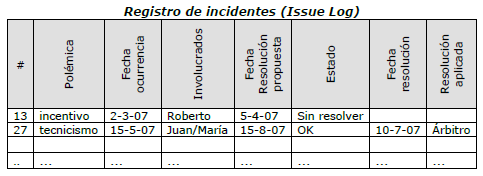 Registro de incidentes (Issue Log)
# Polémica Fecha ocurrencia Involucrados Fecha Resolución propuesta Estado Fecha resolución Resolución aplicada
13 incentivo 2-3-07 Roberto 5-4-07 Sin resolver
27 tecnicismo 15-5-07 Juan/María 15-8-07 OK 10-7-07 Árbitro
.. ... ... ... ... ... ... ...